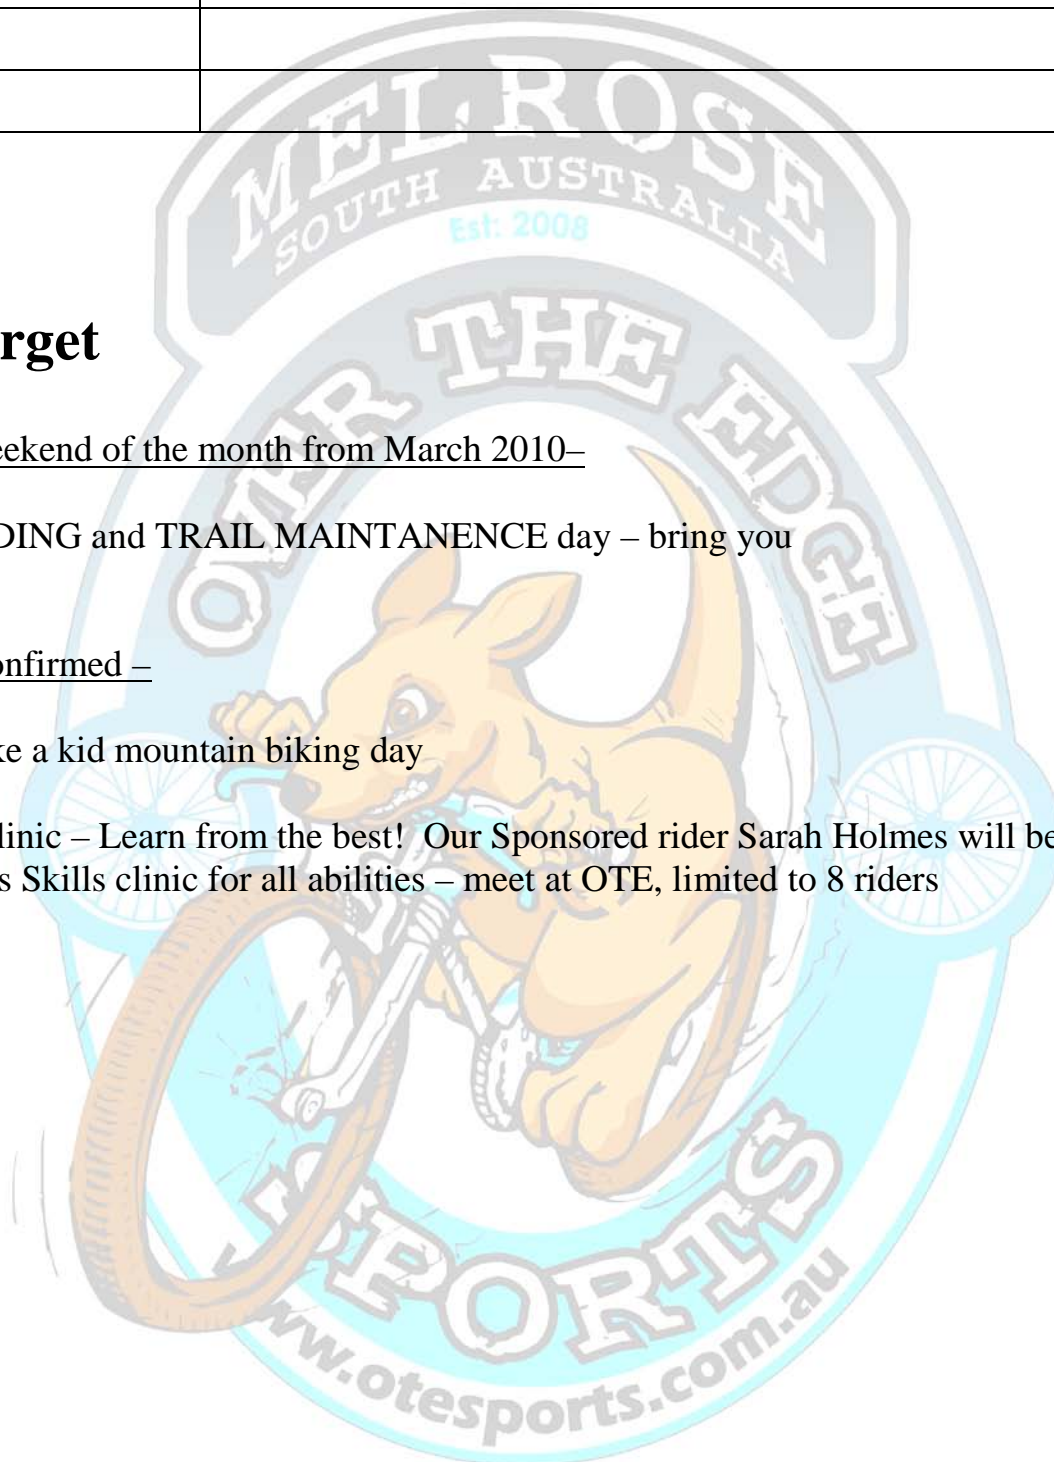 MELROSE
SOUTH AUSTRALIA
Est: 2008
OVER THE EDGE
rget
eekend of the month from March 2010–
DING and TRAIL MAINTANENCE day – bring you
onfirmed –
ke a kid mountain biking day
linic – Learn from the best!  Our Sponsored rider Sarah Holmes will be
s Skills clinic for all abilities – meet at OTE, limited to 8 riders
SPORTS
www.otesports.com.au